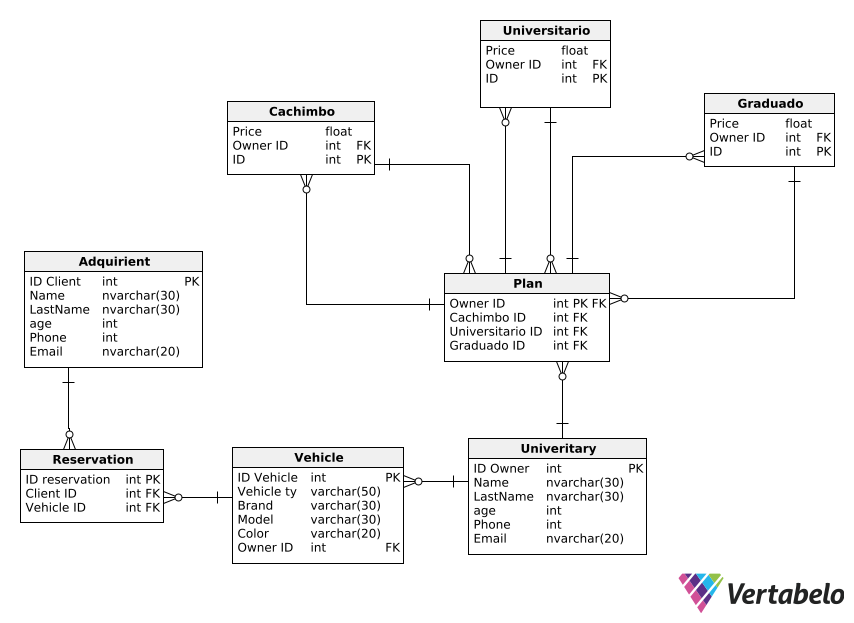 Universitario
Price float
Owner ID int FK
ID int PK
Graduado
Price float
Owner ID int FK
ID int PK
Cachimbo
Price float
Owner ID int FK
ID int PK
Adquirient
ID Client int PK
Name nvarchar(30)
LastName nvarchar(30)
age int
Phone int
Email nvarchar(20)
Plan
Owner ID int PK FK
Cachimbo ID int FK
Universitario ID int FK
Graduado ID int FK
Reservation
ID reservation int PK
Client ID int FK
Vehicle ID int FK
Vehicle
ID Vehicle int PK
Vehicle ty varchar(50)
Brand varchar(30)
Model varchar(30)
Color varchar(20)
Owner ID int FK
Univeritary
ID Owner int PK
Name nvarchar(30)
LastName nvarchar(30)
age int
Phone int
Email nvarchar(20)
Vertabelo